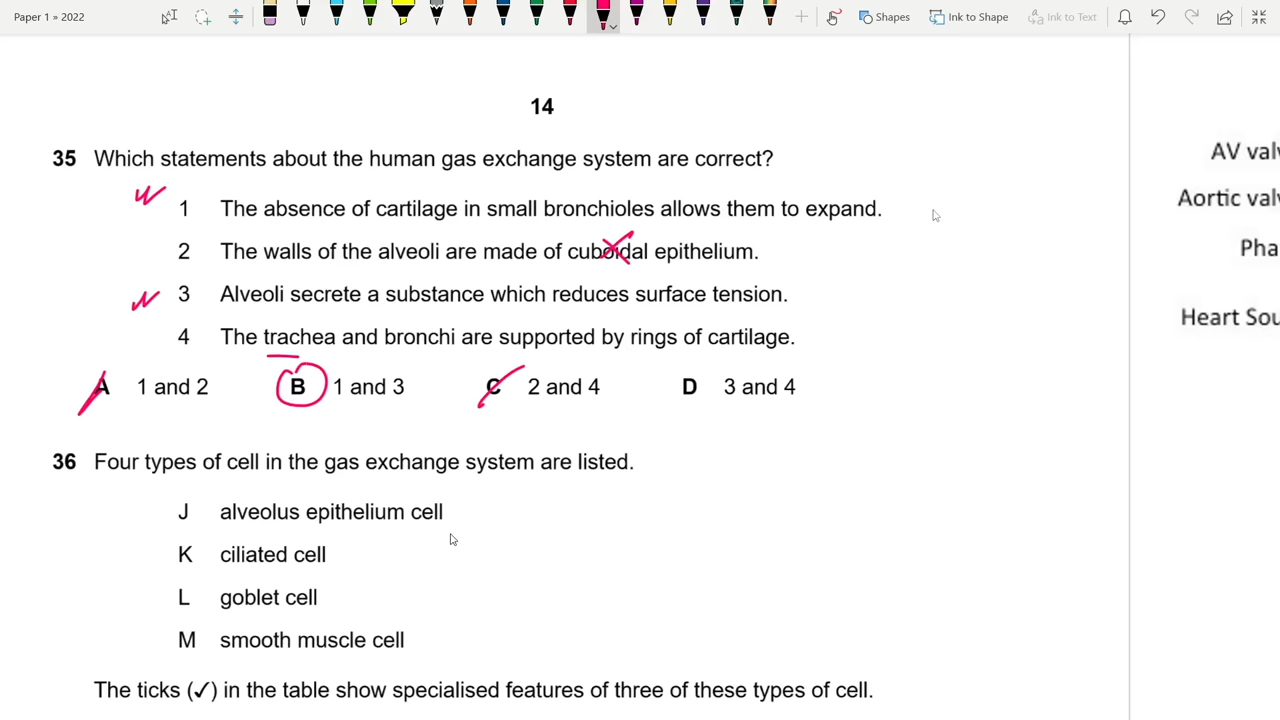 Paper 1 » 2022
Shapes
Ink to Shape
Ink to Text
14
35 Which statements about the human gas exchange system are correct?
1 The absence of cartilage in small bronchioles allows them to expand.
2 The walls of the alveoli are made of cuboidal epithelium.
3 Alveoli secrete a substance which reduces surface tension.
4 The trachea and bronchi are supported by rings of cartilage.
A 1 and 2 B 1 and 3 C 2 and 4 D 3 and 4
36 Four types of cell in the gas exchange system are listed.
J alveolus epithelium cell
K ciliated cell
L goblet cell
M smooth muscle cell
The ticks (✓) in the table show specialised features of three of these types of cell.
AV valv
Aortic valv
Pha
Heart Sou